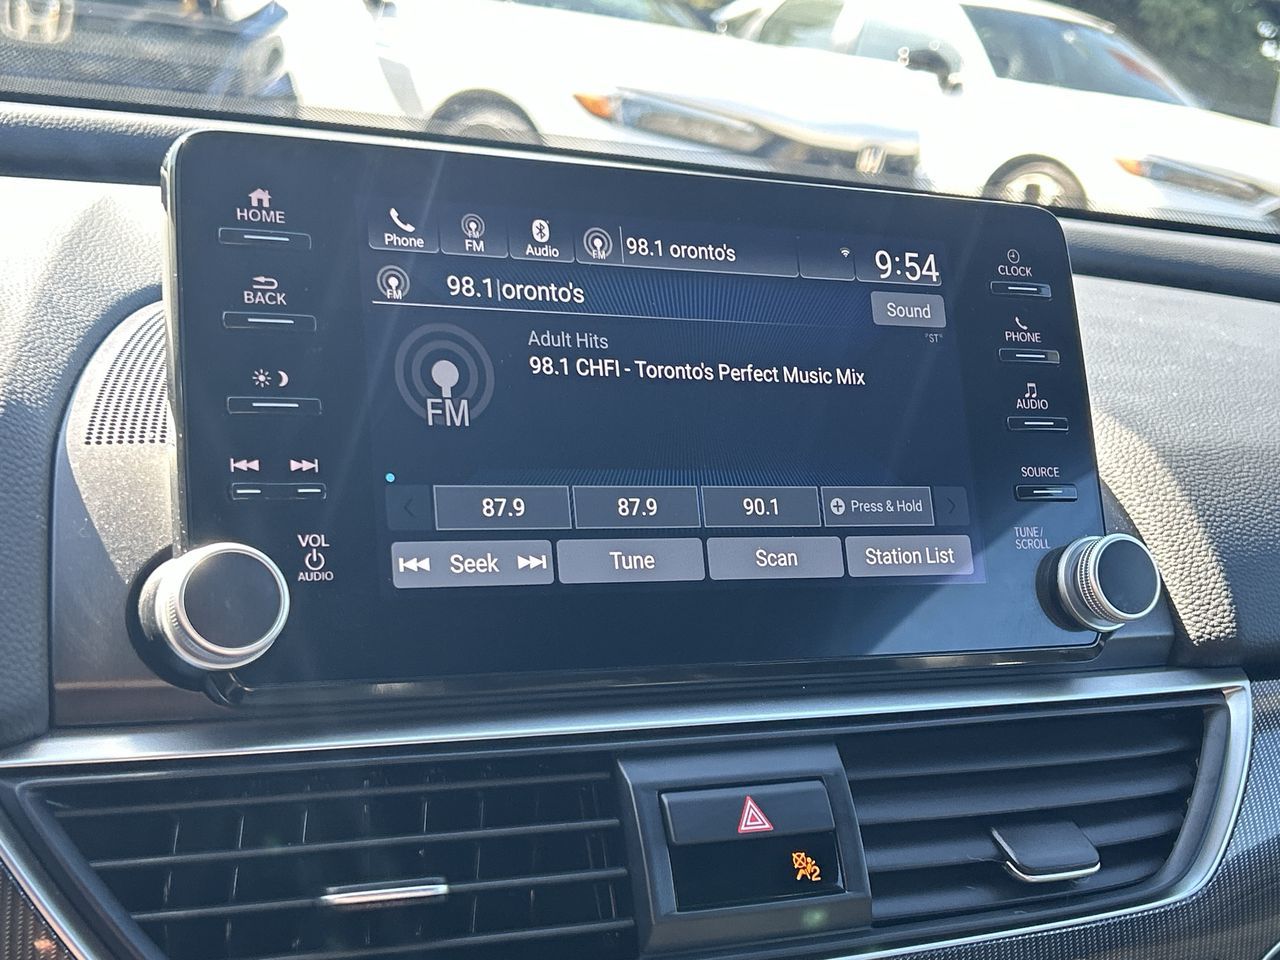 HOME
BACK
VOL
AUDIO
Phone
FM
Audio
FM
98.1 oronto's
9:54
FM
98.1|oronto's
Sound
"ST"
Adult Hits
98.1 CHFI - Toronto's Perfect Music Mix
FM
87.9
87.9
90.1
Press & Hold
Seek
Tune
Scan
Station List
CLOCK
PHONE
AUDIO
SOURCE
TUNE/
SCROLL
2